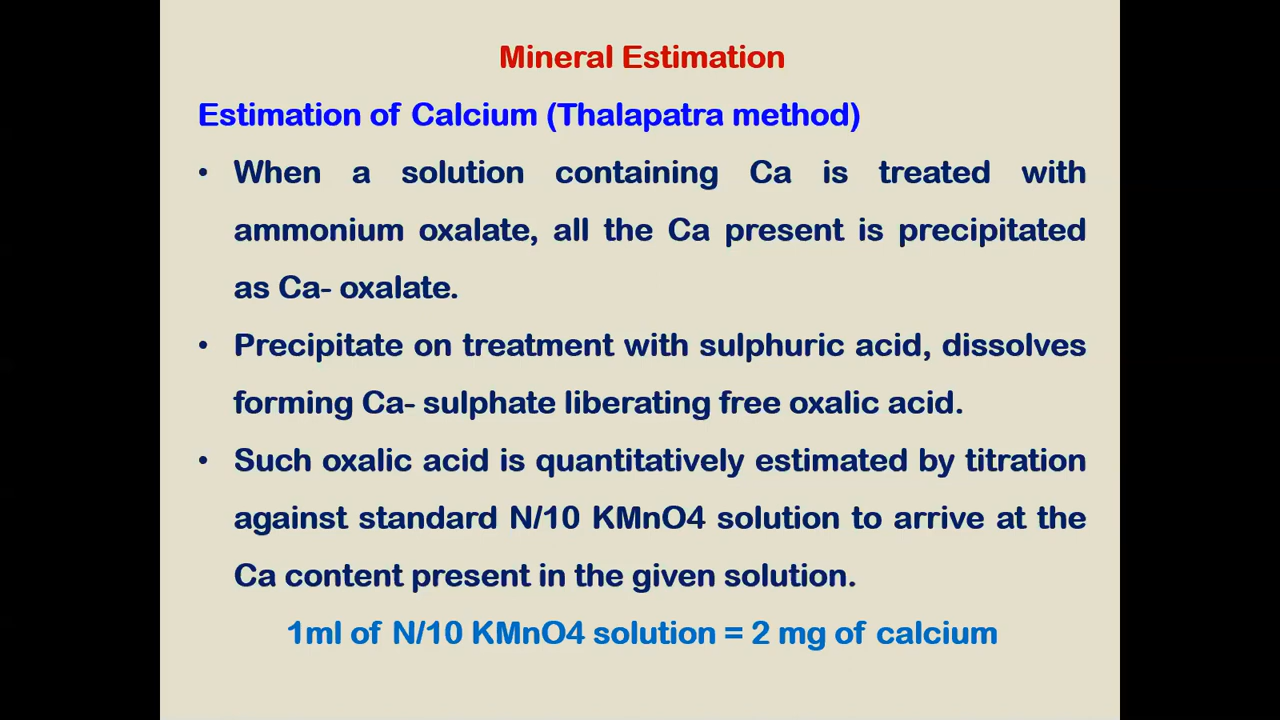 Mineral Estimation
Estimation of Calcium (Thalapatra method)
• When a solution containing Ca is treated with
ammonium oxalate, all the Ca present is precipitated
as Ca- oxalate.
• Precipitate on treatment with sulphuric acid, dissolves
forming Ca- sulphate liberating free oxalic acid.
• Such oxalic acid is quantitatively estimated by titration
against standard N/10 KMnO4 solution to arrive at the
Ca content present in the given solution.
1ml of N/10 KMnO4 solution = 2 mg of calcium